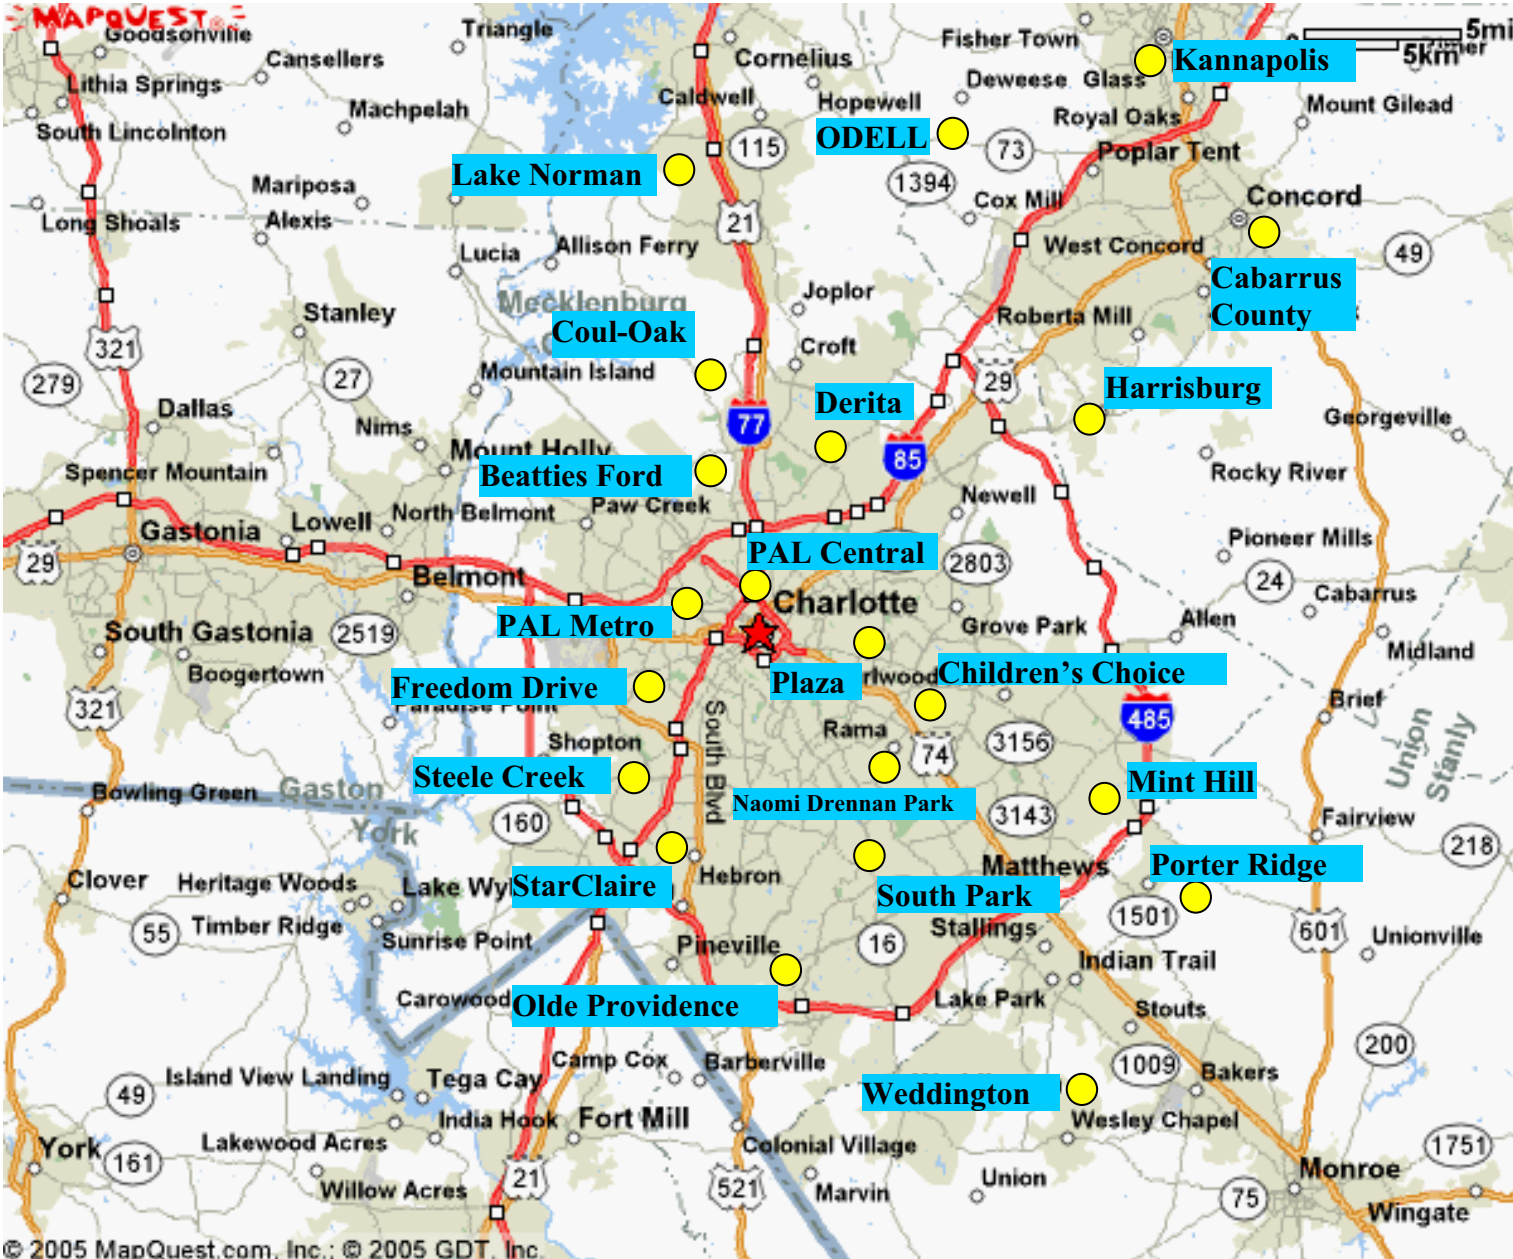 MAPQUEST
Goodsonville
Triangle
Cansellers
Cornelius
Fisher Town
5mi
0
5km
Kannapolis
Lithia Springs
Caldwell
Hopewell
Deweese
Glass
Mount Gilead
Machpelah
Royal Oaks
South Lincolnton
115
ODELL
73
Poplar Tent
Lake Norman
1394
Mariposa
Cox Mill
Concord
Long Shoals
Alexis
21
Lucia
Allison Ferry
West Concord
49
Cabarrus
County
Mecklenburg
Joplor
Stanley
Roberta Mill
Coul-Oak
321
Croft
279
27
Mountain Island
29
Harrisburg
Dallas
Derita
Georgeville
Nims
77
Mount Holly
85
Spencer Mountain
Beatties Ford
Rocky River
Paw Creek
Newell
Gastonia
Lowell
North Belmont
Pioneer Mills
29
PAL Central
2803
Belmont
24
Cabarrus
Charlotte
PAL Metro
Grove Park
Allen
South Gastonia
2519
Midland
Boogertown
Freedom Drive
Plaza
rlwood
Children's Choice
321
Paradise Point
Brief
485
South Blvd
Rama
Shopton
74
3156
Union
Stanly
Steele Creek
Mint Hill
Bowling Green
Gaston
Naomi Drennan Park
York
160
3143
Fairview
218
Matthews
Porter Ridge
Clover
Heritage Woods
Lake Wyl
StarClaire
Hebron
South Park
1501
Timber Ridge
55
Sunrise Point
Pineville
16
Stallings
601
Unionville
Indian Trail
Carowood
Olde Providence
Lake Park
Stouts
200
Camp Cox
Barberville
1009
Bakers
Island View Landing
Tega Cay
49
Weddington
India Hook
Fort Mill
Wesley Chapel
York
161
Lakewood Acres
Colonial Village
1751
Willow Acres
21
521
Marvin
Union
75
Monroe
Wingate
© 2005 MapQuest.com, Inc.; © 2005 GDT, Inc.